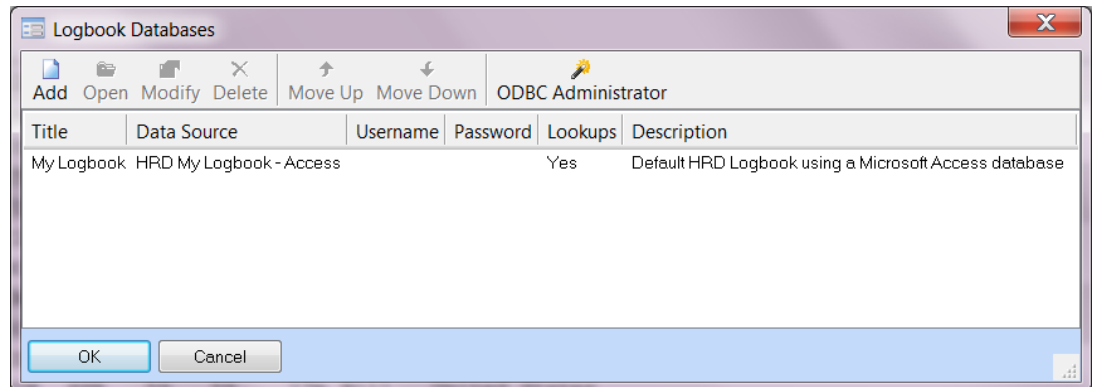 Logbook Databases
X
Add Open Modify Delete Move Up Move Down ODBC Administrator
Title Data Source Username Password Lookups Description
My Logbook HRD My Logbook - Access Yes Default HRD Logbook using a Microsoft Access database
OK Cancel